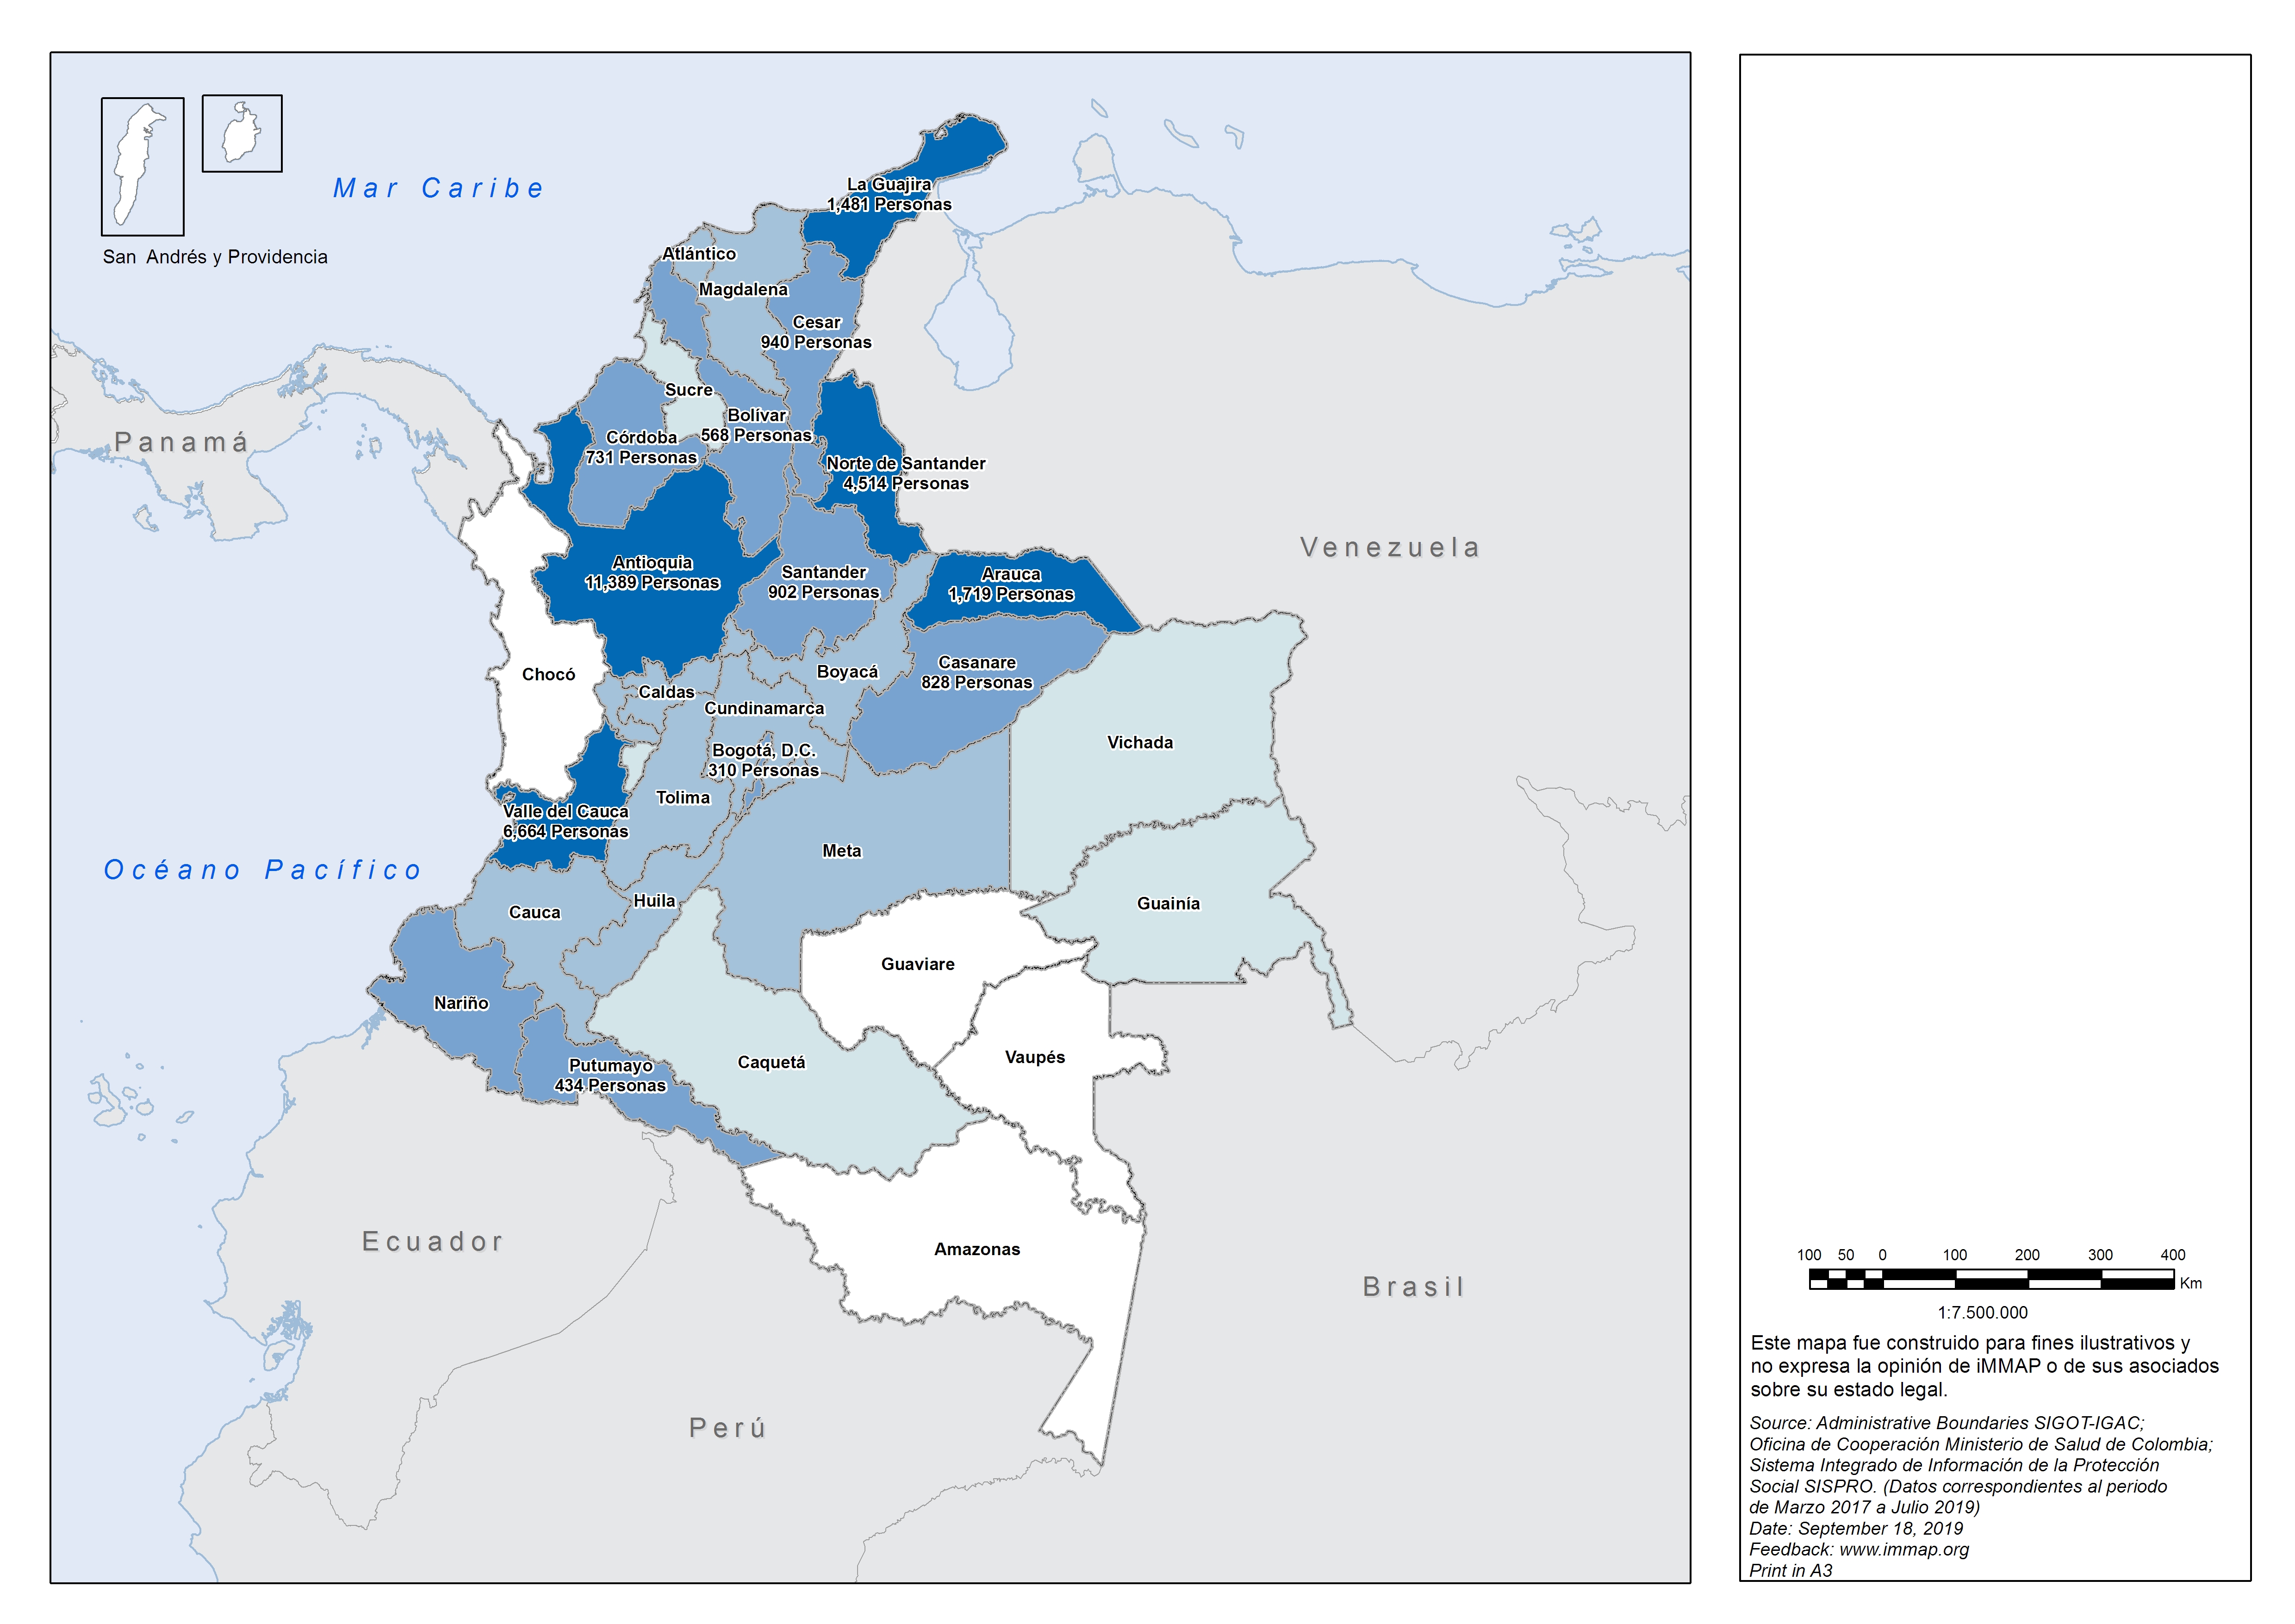 San Andrés y Providencia
Mar Caribe
La Guajira
1,481 Personas
Atlántico
Magdalena
Cesar
940 Personas
Sucre
Bolívar
568 Personas
Córdoba
731 Personas
Panamá
Norte de Santander
4,514 Personas
Venezuela
Antioquia
11,389 Personas
Santander
902 Personas
Arauca
1,719 Personas
Chocó
Boyacá
Casanare
828 Personas
Caldas
Cundinamarca
Vichada
Bogotá, D.C.
310 Personas
Tolima
Valle del Cauca
6,664 Personas
Meta
Océano Pacífico
Cauca
Huila
Guainía
Guaviare
Nariño
Vaupés
Caquetá
Putumayo
434 Personas
Ecuador
Amazonas
Brasil
Perú
100 50 0 100 200 300 400
Km
1:7.500.000
Este mapa fue construido para fines ilustrativos y
no expresa la opinión de iMMAP o de sus asociados
sobre su estado legal.
Source: Administrative Boundaries SIGOT-IGAC;
Oficina de Cooperación Ministerio de Salud de Colombia;
Sistema Integrado de Información de la Protección
Social SISPRO. (Datos correspondientes al periodo
de Marzo 2017 a Julio 2019)
Date: September 18, 2019
Feedback: www.immap.org
Print in A3